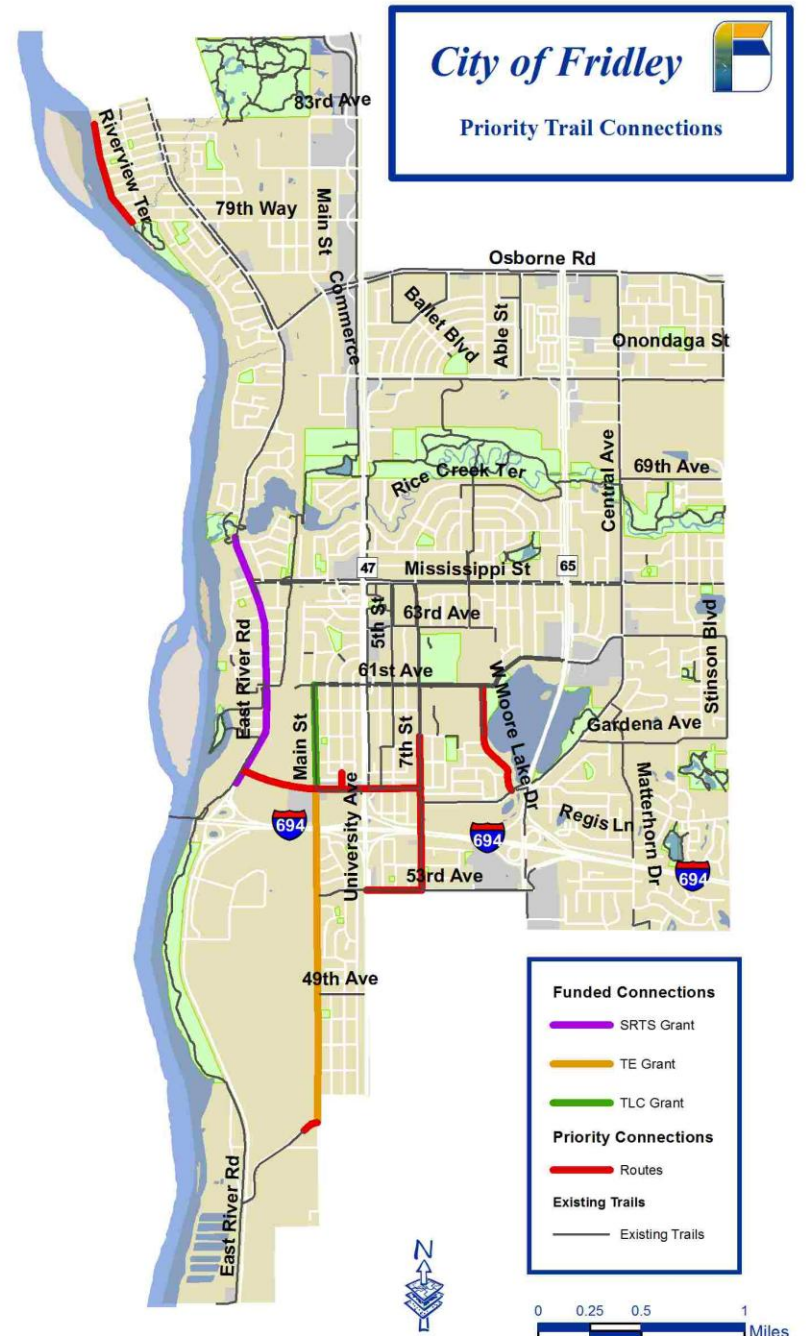 City of Fridley
Priority Trail Connections
83rd Ave
Riverview Ter
79th Way
Main St
Commerce
Osborne Rd
Ballet Blvd
Able St
Onondaga St
Rice Creek Ter
Central Ave
69th Ave
47
Mississippi St
65
5th St
63rd Ave
Stinson Blvd
East River Rd
61st Ave
W Moore Lake Dr
Main St
7th St
Gardena Ave
University Ave
Regis Ln
Matterhorn Dr
694
694
694
53rd Ave
49th Ave
East River Rd
Funded Connections
SRTS Grant
TE Grant
TLC Grant
Priority Connections
Routes
Existing Trails
Existing Trails
N
0 0.25 0.5 1
Miles